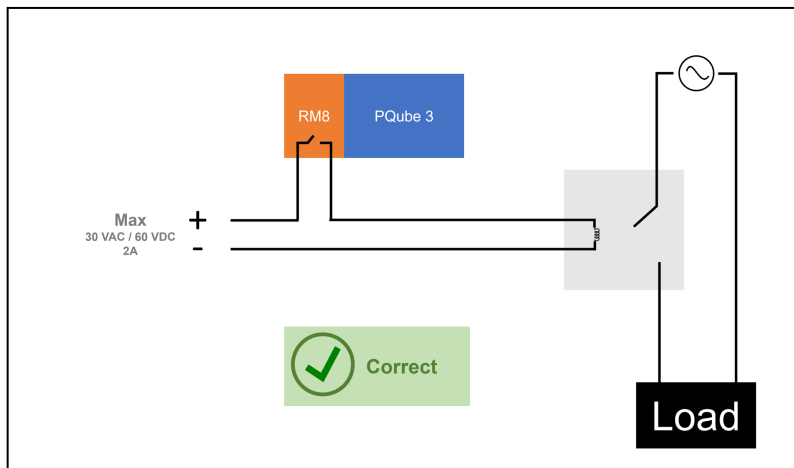 RM8
PQube 3
Max
30 VAC / 60 VDC
2A
+
-
Correct
Load